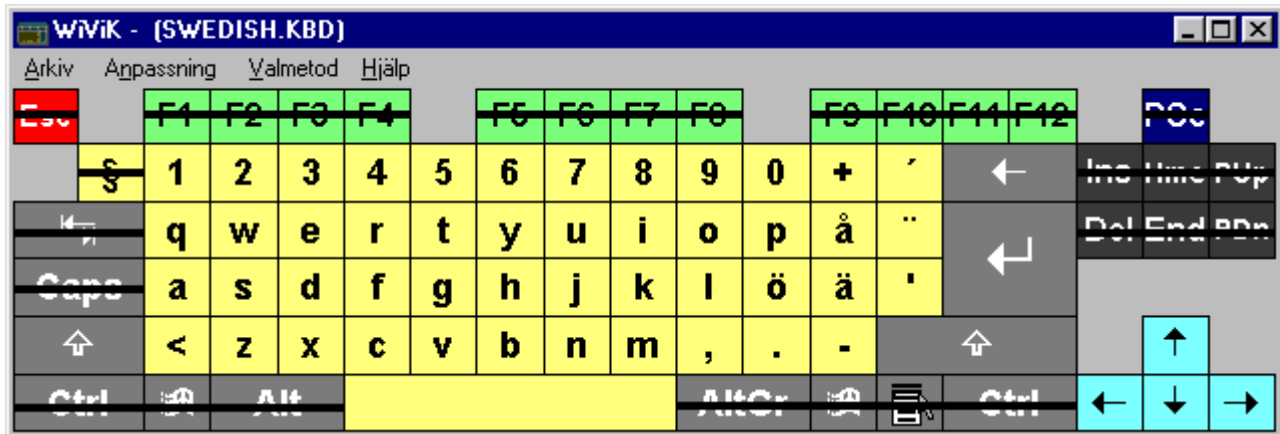 WiViK - (SWEDISH.KBD)
Arkiv Anpassning Valmetod Hjälp
Esc F1 F2 F3 F4 F5 F6 F7 F8 F9 F10 F11 F12 PSc
§ 1 2 3 4 5 6 7 8 9 0 + ´ ← Ins Hme PUp
q w e r t y u i o p å ¨ Del End PDn
Caps a s d f g h j k l ö ä '
< z x c v b n m , . - ↑
Ctrl Alt AltGr Ctrl ← ↓ →